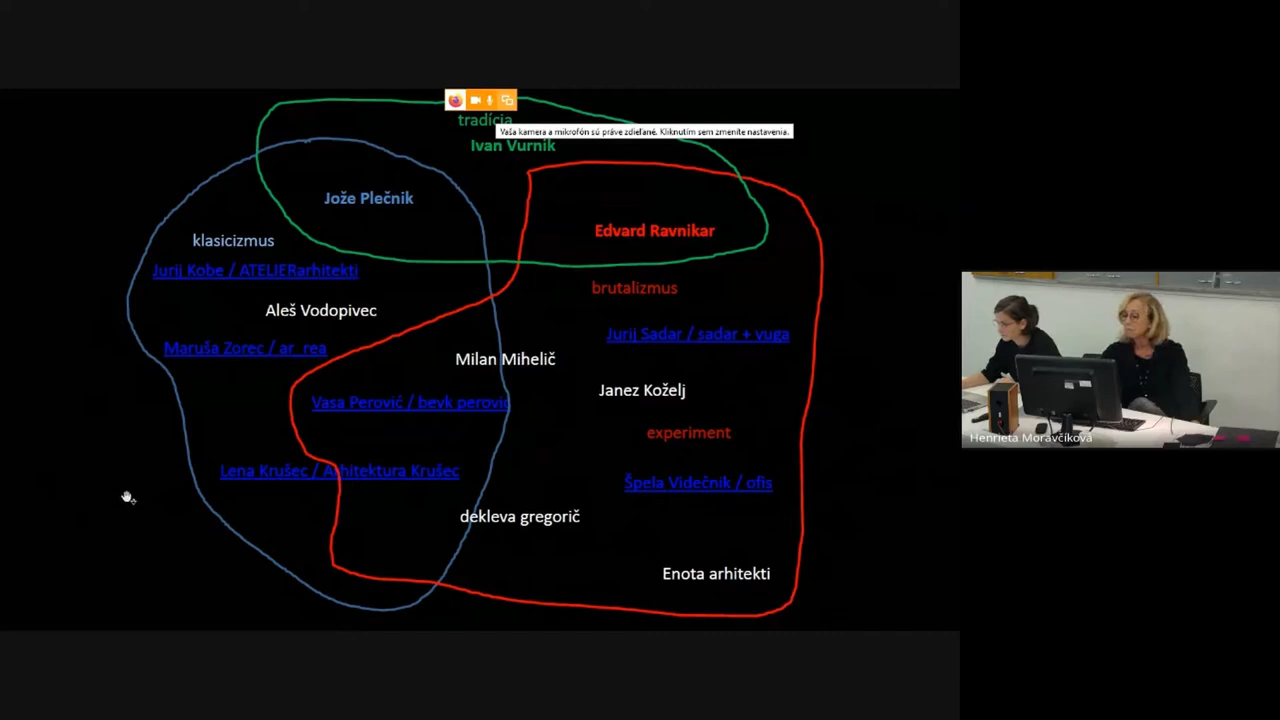 tradícia
Vaša kamera a mikrofón sú práve zdieľané. Kliknutím sem zmeníte nastavenia.
Ivan Vurnik
Jože Plečnik
Edvard Ravnikar
klasicizmus
Jurij Kobe / ATELIERarhitekti
brutalizmus
Aleš Vodopivec
Jurij Sadar / sadar + vuga
Maruša Zorec / ar_rea
Milan Mihelič
Janez Koželj
Vasa Perović / bevk perović
experiment
Henrieta Moravčíková
Lena Krušec / Arhitektura Krušec
Špela Videčnik / ofis
dekleva gregorič
Enota arhitekti